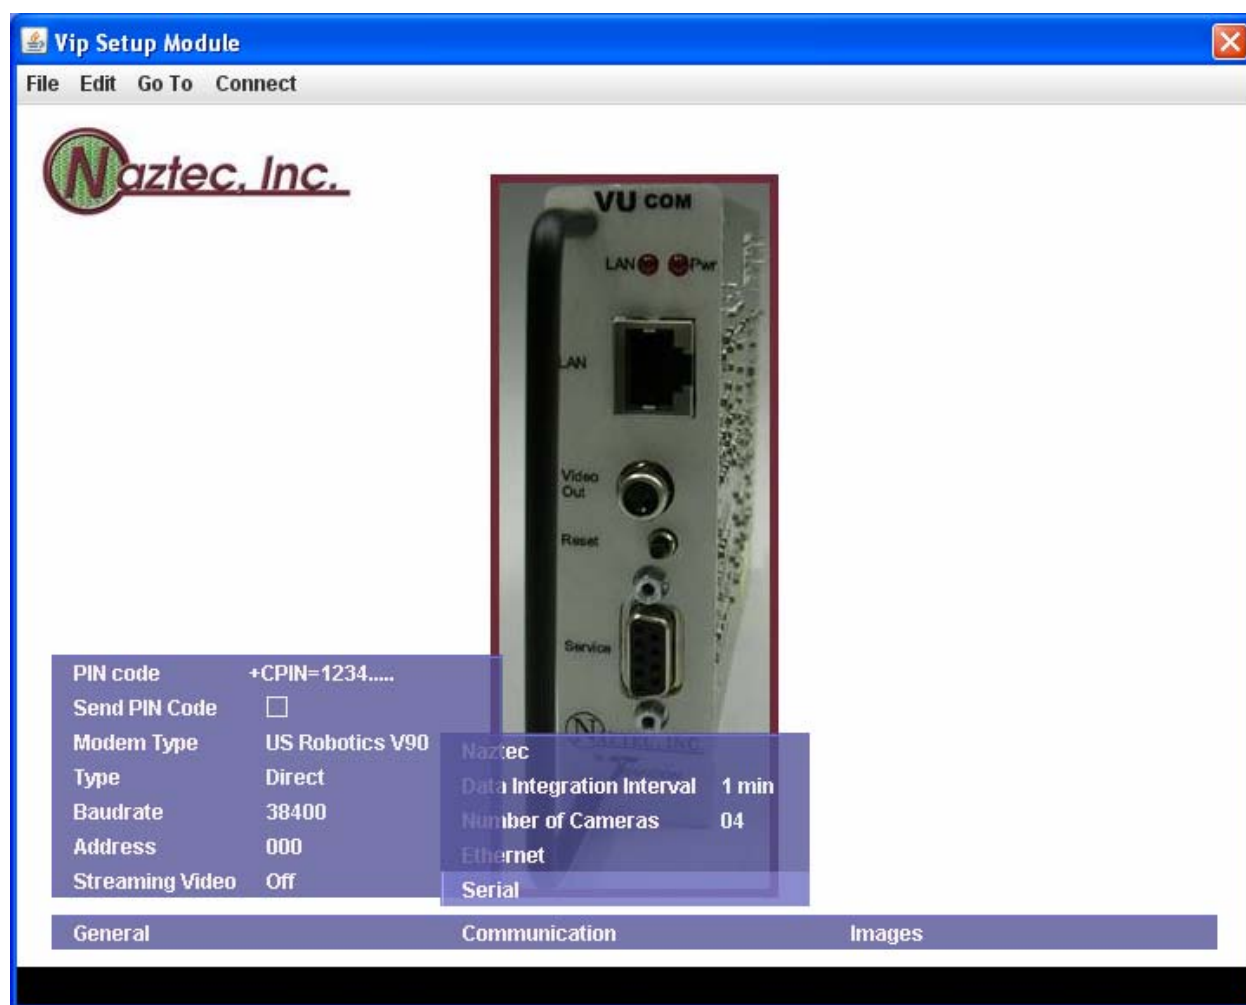 Vip Setup Module
File Edit Go To Connect
Naztec, Inc.
VU COM
LAN Pwr
LAN
Video
Out
Reset
Service
PIN code +CPIN=1234.....
Send PIN Code
Modem Type US Robotics V90
Type Direct
Baudrate 38400
Address 000
Streaming Video Off
NAZTEC, INC.
Naztec
Data Integration Interval 1 min
Number of Cameras 04
Ethernet
Serial
General Communication Images